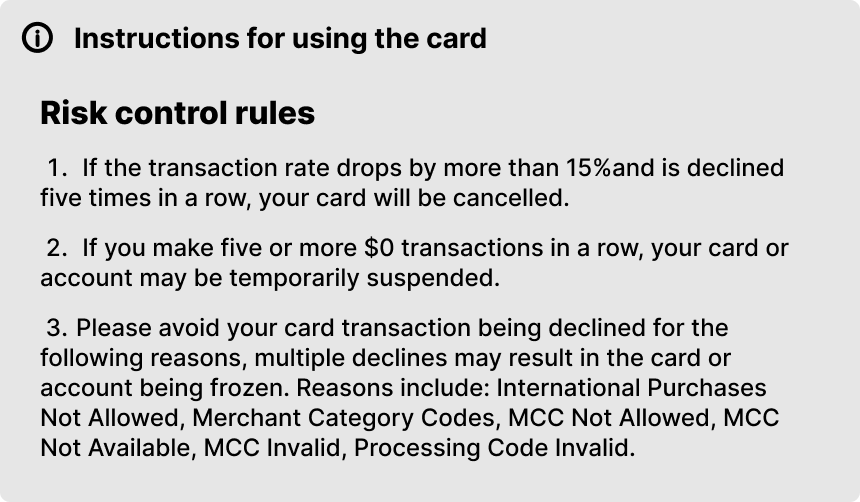 Instructions for using the card
Risk control rules
1. If the transaction rate drops by more than 15%and is declined
five times in a row, your card will be cancelled.
2. If you make five or more $0 transactions in a row, your card or
account may be temporarily suspended.
3. Please avoid your card transaction being declined for the
following reasons, multiple declines may result in the card or
account being frozen. Reasons include: International Purchases
Not Allowed, Merchant Category Codes, MCC Not Allowed, MCC
Not Available, MCC Invalid, Processing Code Invalid.